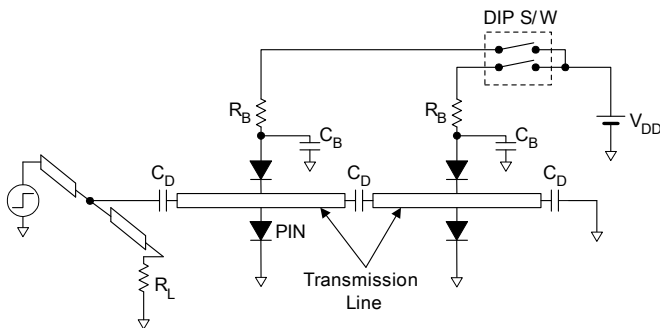 DIP S/W
R_B
R_B
C_B
C_B
V_DD
C_D
C_D
C_D
PIN
R_L
Transmission
Line